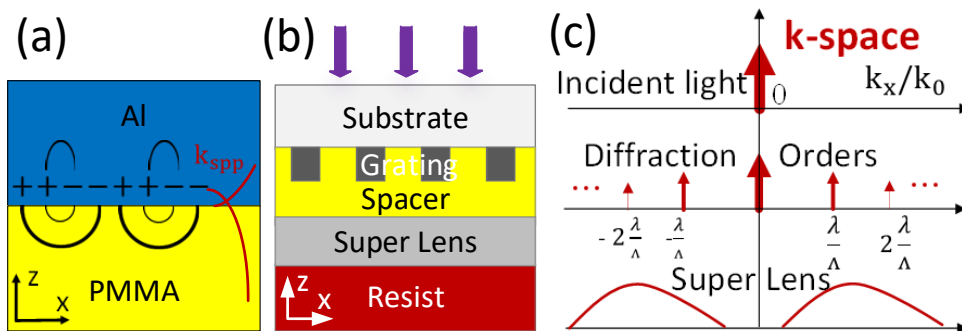 (a)
Al
k_spp
+ + - - + + - - -
z
x
PMMA
(b)
Substrate
Grating
Spacer
Super Lens
Resist
z
x
(c)
k-space
Incident light
0
k_x/k_0
Diffraction Orders
... ...
-2 λ/Λ -λ/Λ λ/Λ 2 λ/Λ
Super Lens